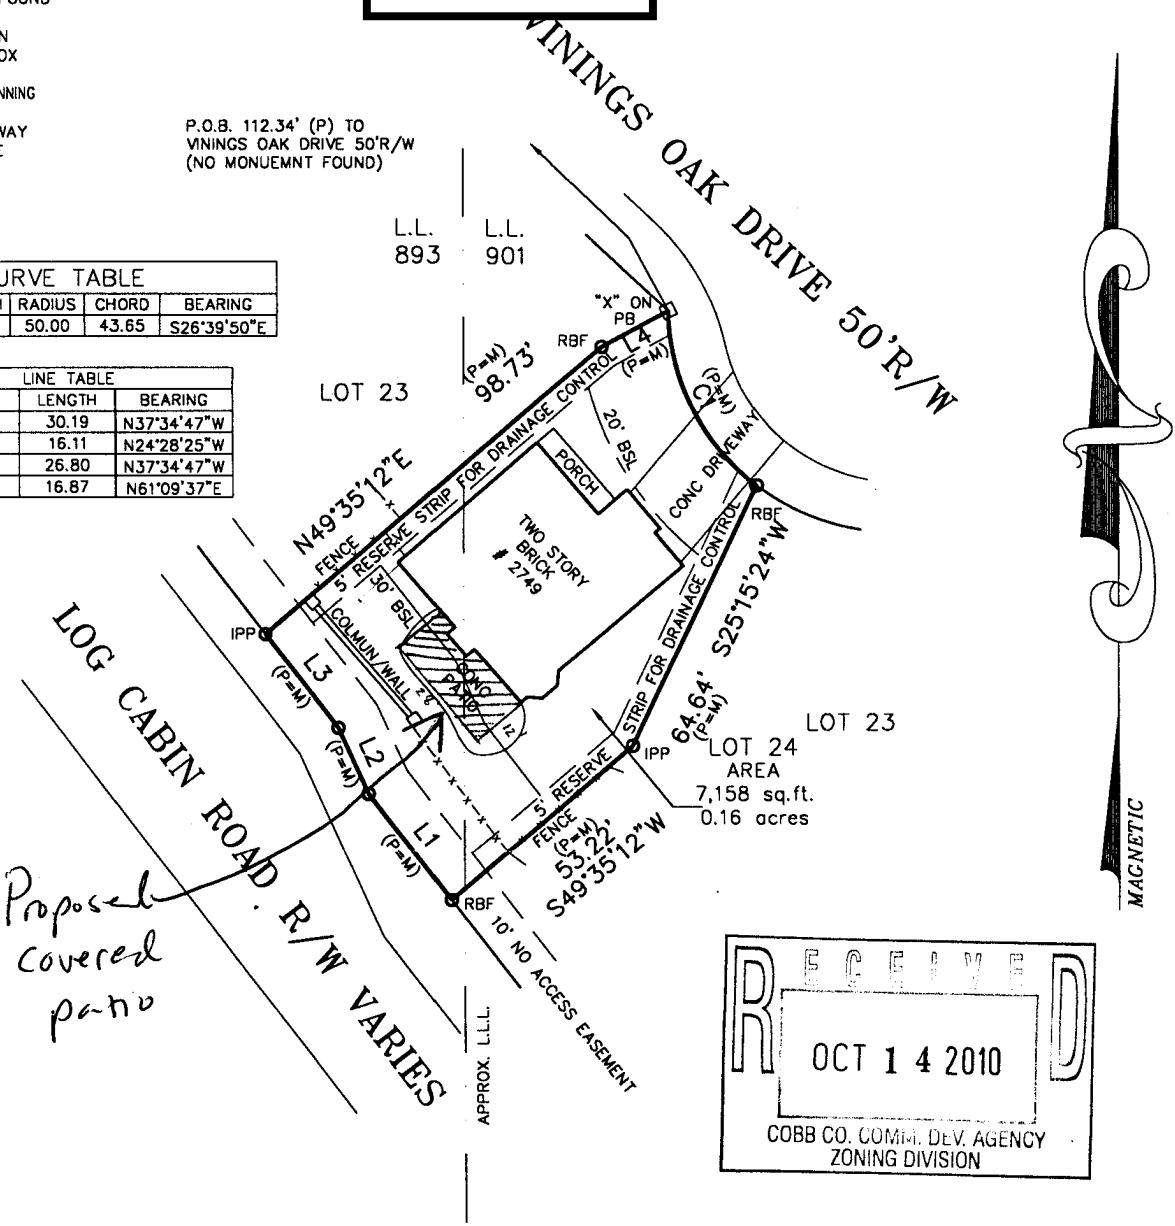 N
OX
NNING
WAY
E
P.O.B. 112.34' (P) TO
VININGS OAK DRIVE 50'R/W
(NO MONUEMNT FOUND)
VININGS OAK DRIVE 50'R/W
L.L.
893
L.L.
901
URVE TABLE
RADIUS CHORD BEARING
50.00 43.65 S26°39'50"E
LINE TABLE
LENGTH BEARING
30.19 N37°34'47"W
16.11 N24°28'25"W
26.80 N37°34'47"W
16.87 N61°09'37"E
LOT 23
"X" ON
PB
RBF
L4
(P=M)
(P=M)
98.73'
N49°35'12"E
FENCE
5' RESERVE STRIP FOR DRAINAGE CONTROL
20' BSL
PORCH
(P=M)
C
CONC DRIVEWAY
RBF
TWO STORY
BRICK
# 2749
30' BSL
COLMUN/WALL
CONC
PATIO
28
12
IPP
L3
(P=M)
L2
(P=M)
L1
(P=M)
5' RESERVE STRIP FOR DRAINAGE CONTROL
S25°15'24"W
64.64'
(P=M)
IPP
LOT 23
LOT 24
AREA
7,158 sq.ft.
0.16 acres
FENCE
(P=M)
53.22'
S49°35'12"W
RBF
10' NO ACCESS EASEMENT
APPROX. L.L.L.
LOG CABIN ROAD R/W VARIES
Proposed
covered
patio
MAGNETIC
RECEIVED
OCT 14 2010
COBB CO. COMM. DEV. AGENCY
ZONING DIVISION